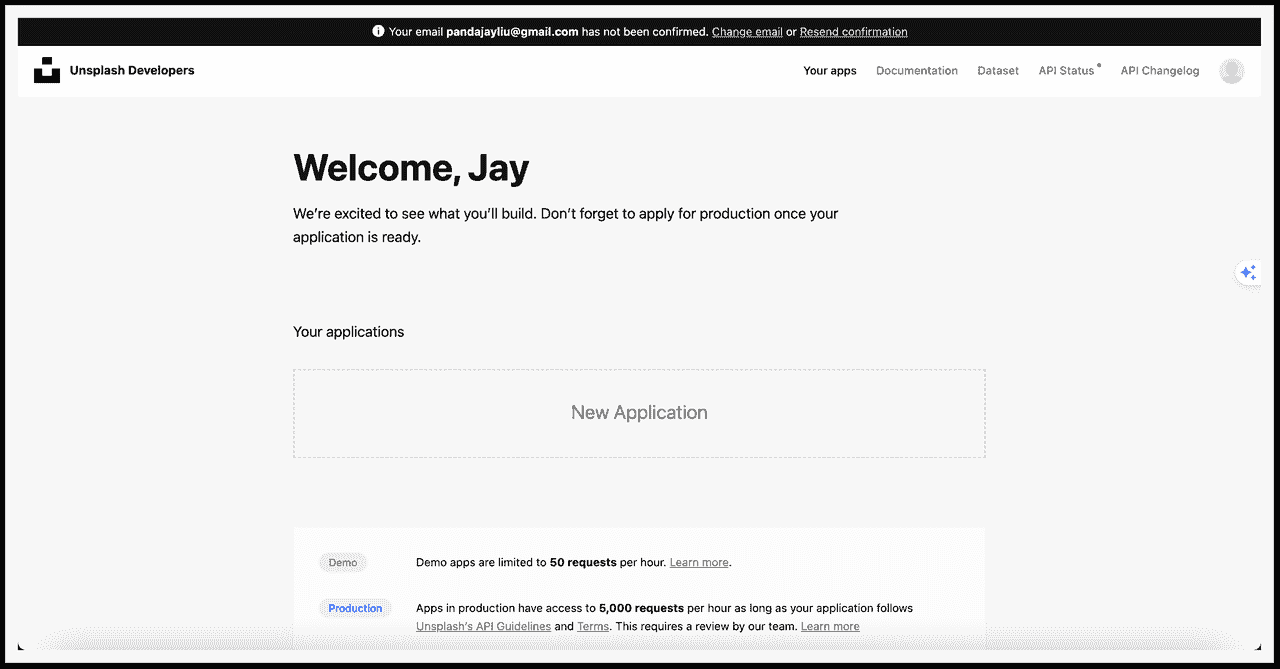 Your email pandajayliu@gmail.com has not been confirmed. Change email or Resend confirmation
Unsplash Developers
Your apps
Documentation
Dataset
API Status
API Changelog
Welcome, Jay
We’re excited to see what you’ll build. Don’t forget to apply for production once your
application is ready.
Your applications
New Application
Demo
Demo apps are limited to 50 requests per hour. Learn more.
Production
Apps in production have access to 5,000 requests per hour as long as your application follows
Unsplash’s API Guidelines and Terms. This requires a review by our team. Learn more